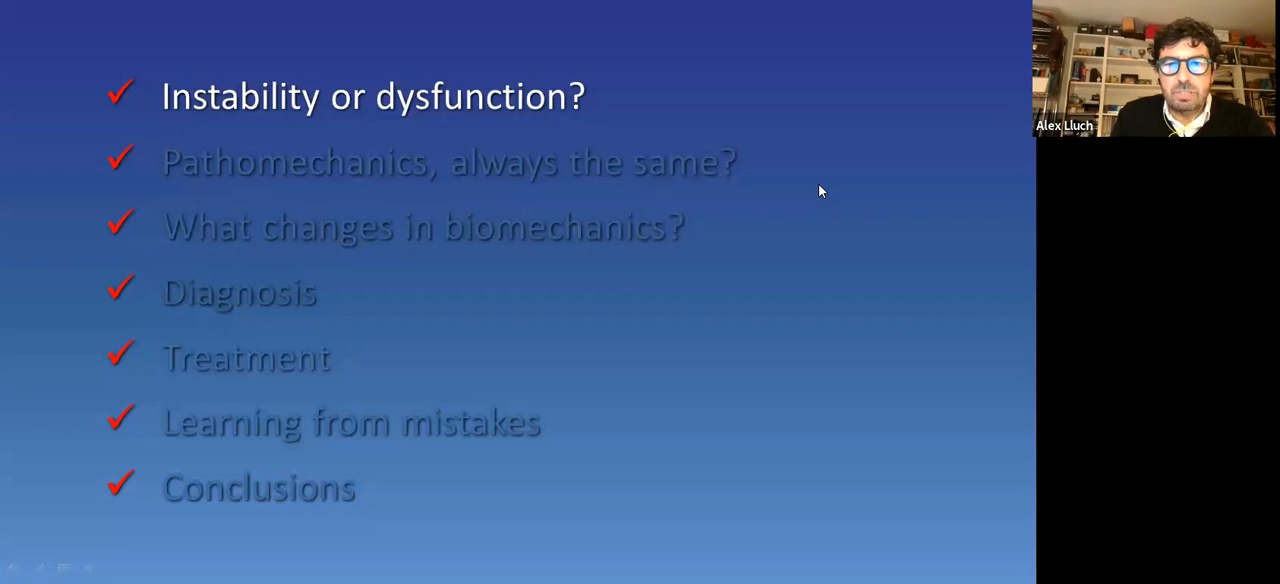 Instability or dysfunction?
Pathomechanics, always the same?
What changes in biomechanics?
Diagnosis
Treatment
Learning from mistakes
Conclusions
Alex Lluch